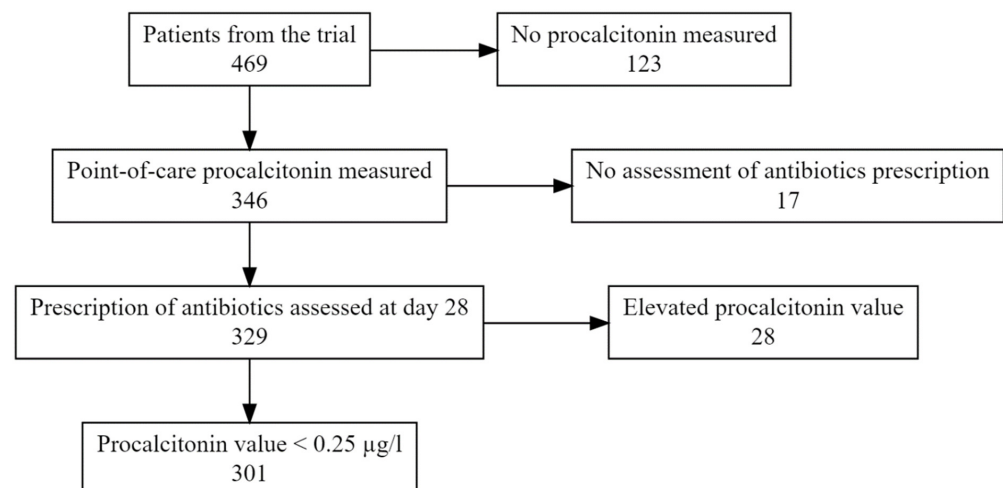 Patients from the trial
469
No procalcitonin measured
123
Point-of-care procalcitonin measured
346
No assessment of antibiotics prescription
17
Prescription of antibiotics assessed at day 28
329
Elevated procalcitonin value
28
Procalcitonin value < 0.25 µg/l
301